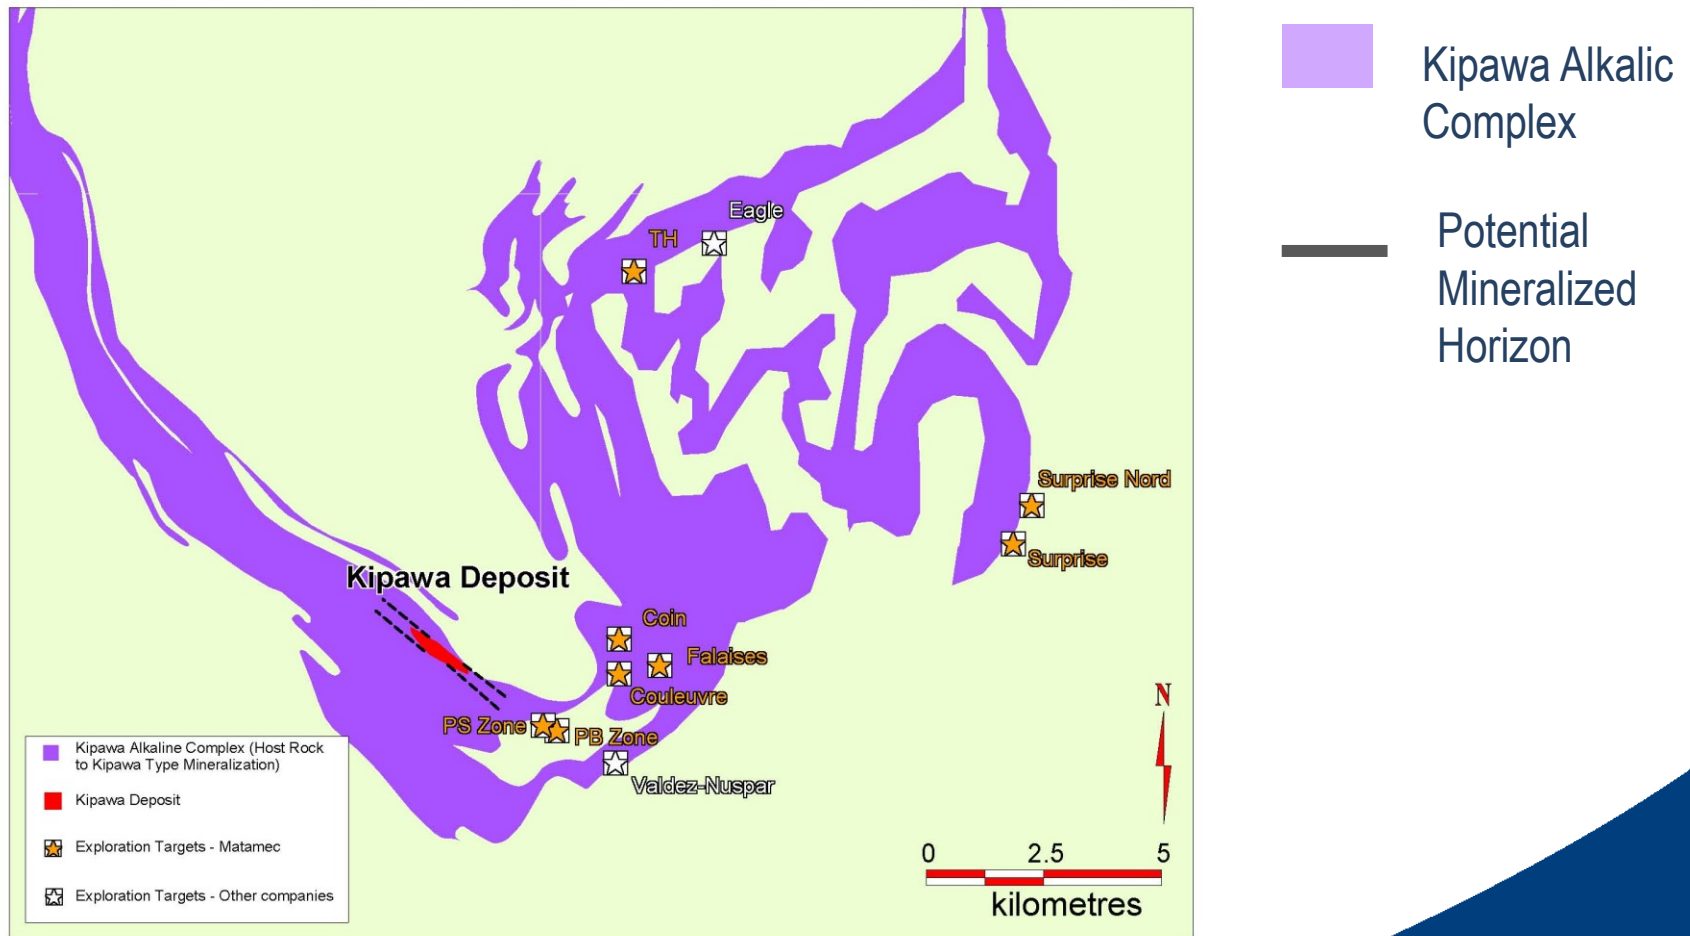 Kipawa Alkalic
Complex
Potential
Mineralized
Horizon
Eagle
TH
Surprise Nord
Surprise
Kipawa Deposit
Coin
Falaises
Couleuvre
PS Zone
PB Zone
Valdez-Nuspar
N
0 2.5 5
kilometres
Kipawa Alkaline Complex (Host Rock
to Kipawa Type Mineralization)
Kipawa Deposit
Exploration Targets - Matamec
Exploration Targets - Other companies